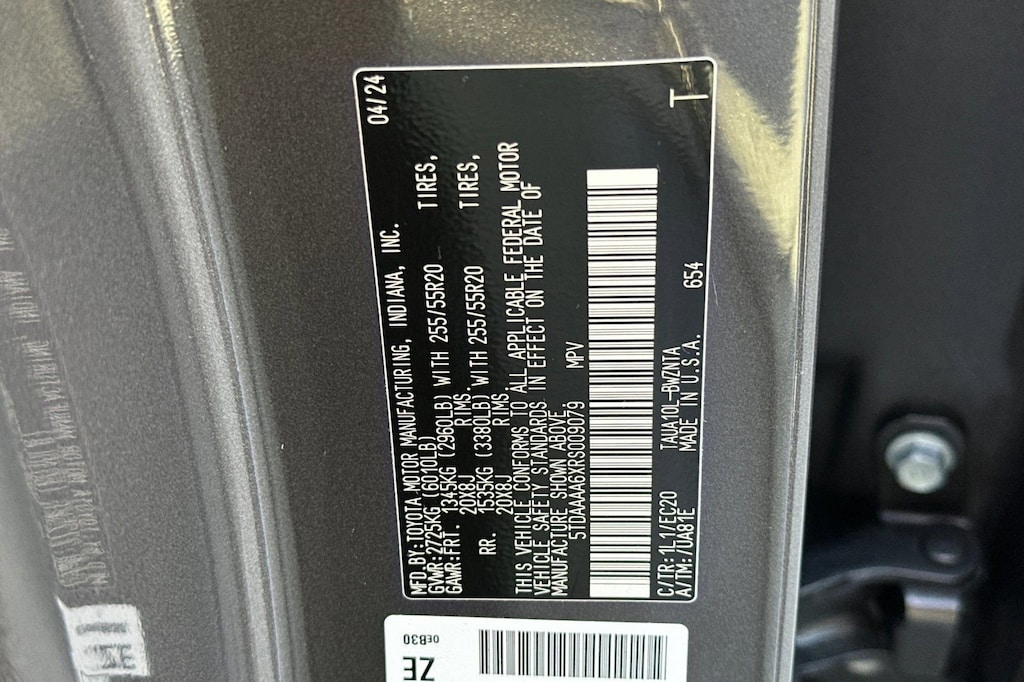 MFD.BY:TOYOTA MOTOR MANUFACTURING, INDIANA, INC. 04/24
GVWR:2725KG (6010LB)
GAWR:FRT. 1345KG (2960LB) WITH 255/55R20 TIRES,
20X8J RIMS.
RR. 1535KG (3380LB) WITH 255/55R20 TIRES,
20X8J RIMS.
THIS VEHICLE CONFORMS TO ALL APPLICABLE FEDERAL MOTOR
VEHICLE SAFETY STANDARDS IN EFFECT ON THE DATE OF
MANUFACTURE SHOWN ABOVE.
5TDAAAA6XRS009079 MPV
C/TR:1L1/EC20 TAUA10L-BWZNTA 654
A/TM:/UA81E MADE IN U.S.A. T
0EB30
ZE